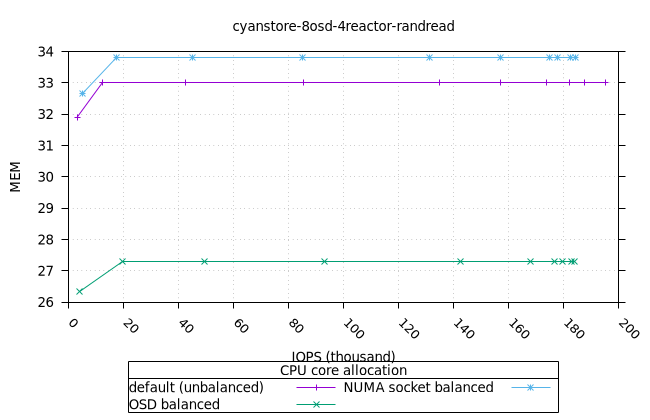 cyanstore-8osd-4reactor-randread
34
33
32
31
30
29
28
27
26
MEM
0
20
40
60
80
100
120
140
160
180
200
IOPS (thousand)
CPU core allocation
default (unbalanced)
NUMA socket balanced
OSD balanced